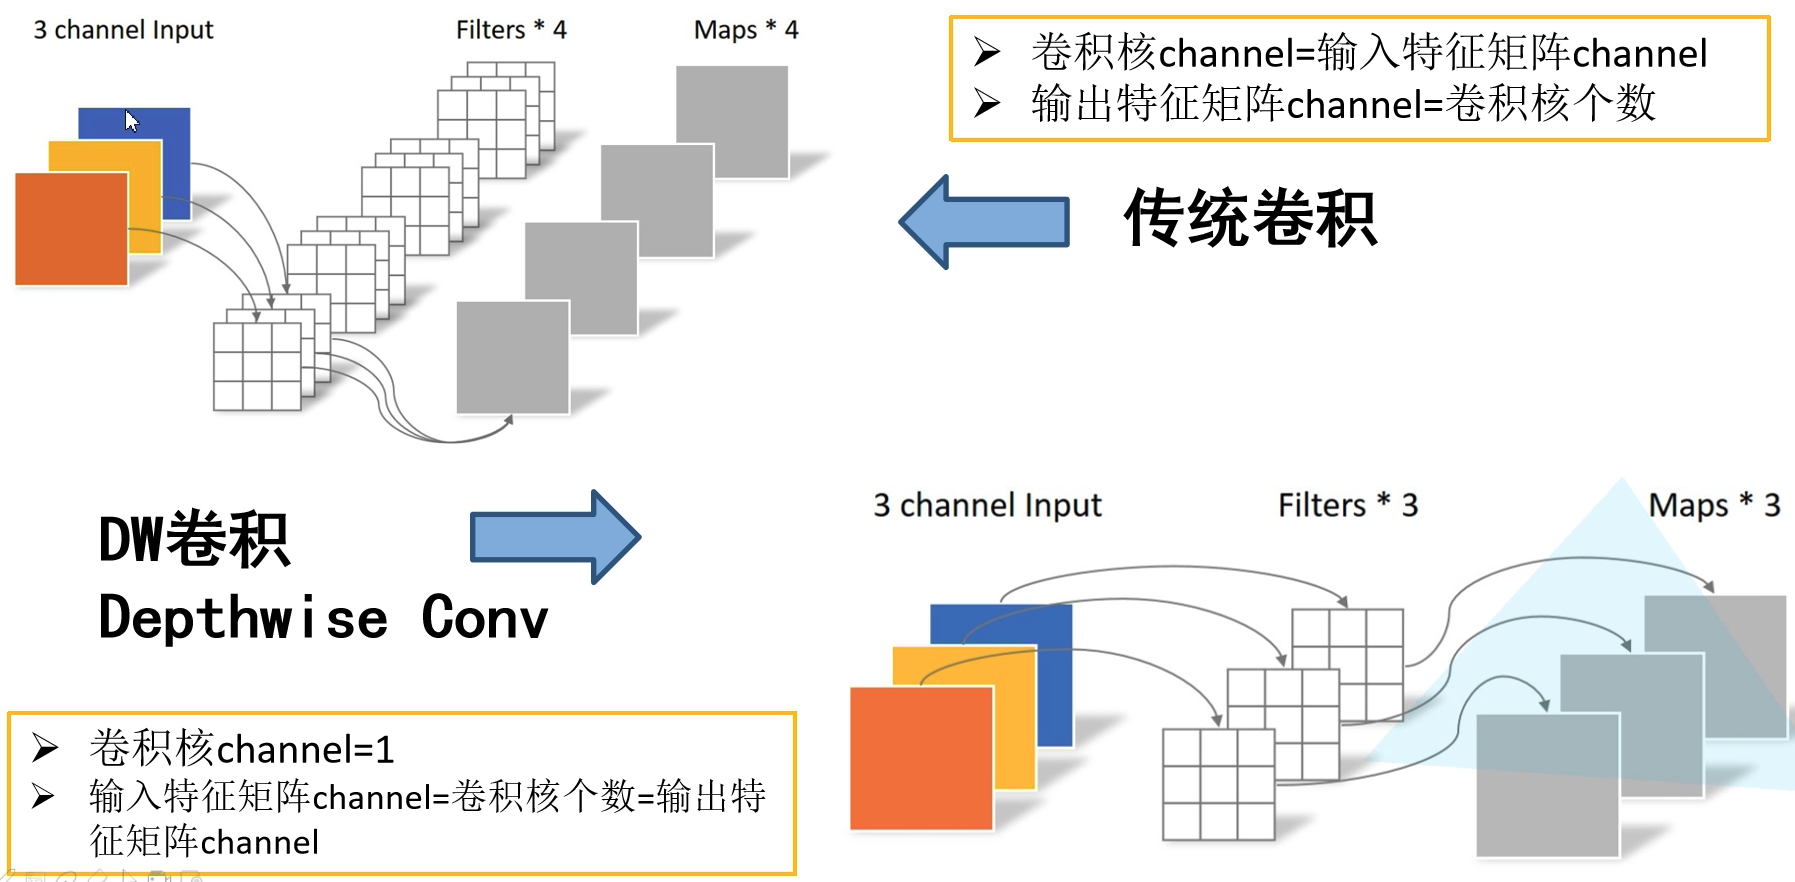 3 channel Input
Filters * 4
Maps * 4
➢ 卷积核channel=输入特征矩阵channel
➢ 输出特征矩阵channel=卷积核个数
传统卷积
DW卷积
Depthwise Conv
3 channel Input
Filters * 3
Maps * 3
➢ 卷积核channel=1
➢ 输入特征矩阵channel=卷积核个数=输出特
征矩阵channel